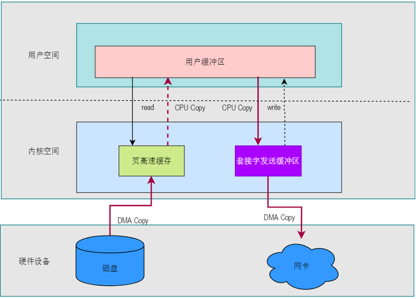 用户空间
用户缓冲区
read
CPU Copy
CPU Copy
write
内核空间
页高速缓存
套接字发送缓冲区
DMA Copy
DMA Copy
硬件设备
磁盘
网卡